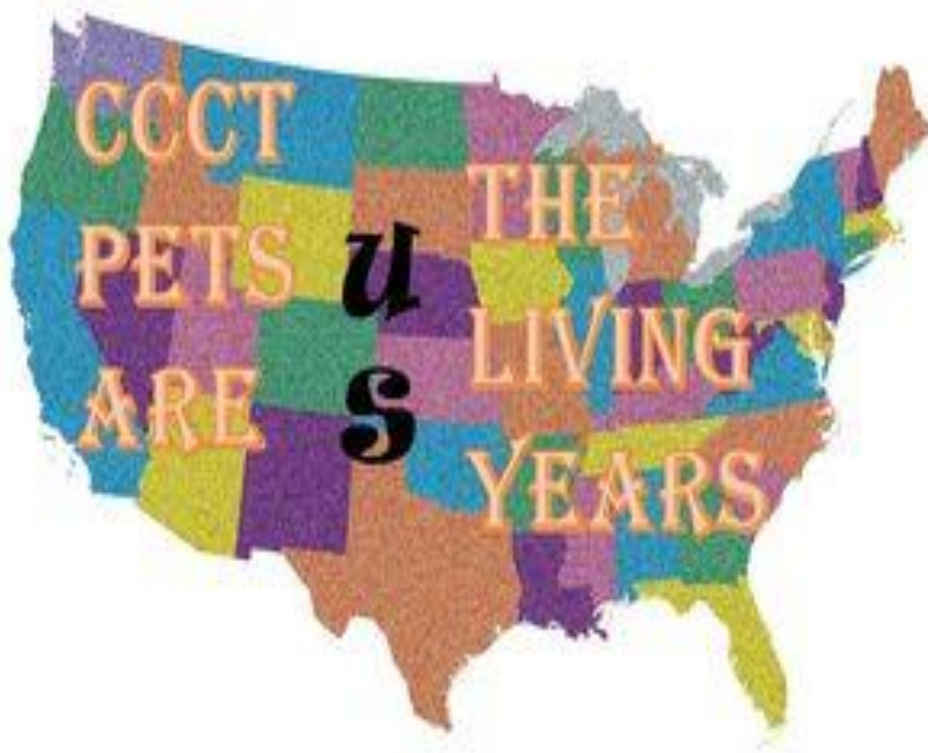 CCCT
PETS
ARE
u
s
THE
LIVING
YEARS